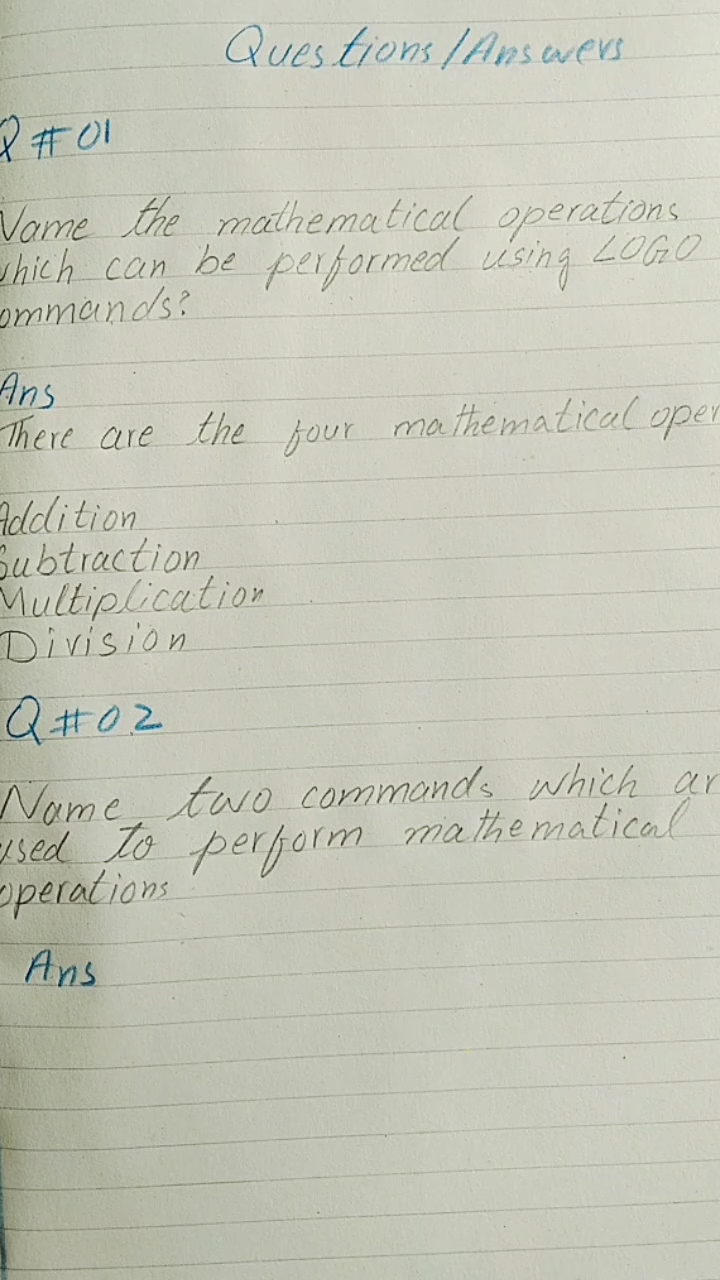 Questions/Answers
Q #01
Name the mathematical operations
which can be performed using LOGO
ommands?
Ans
There are the four mathematical oper
Addition
Subtraction
Multiplication
Division
Q #02
Name two commands which ar
used to perform mathematical
operations
Ans